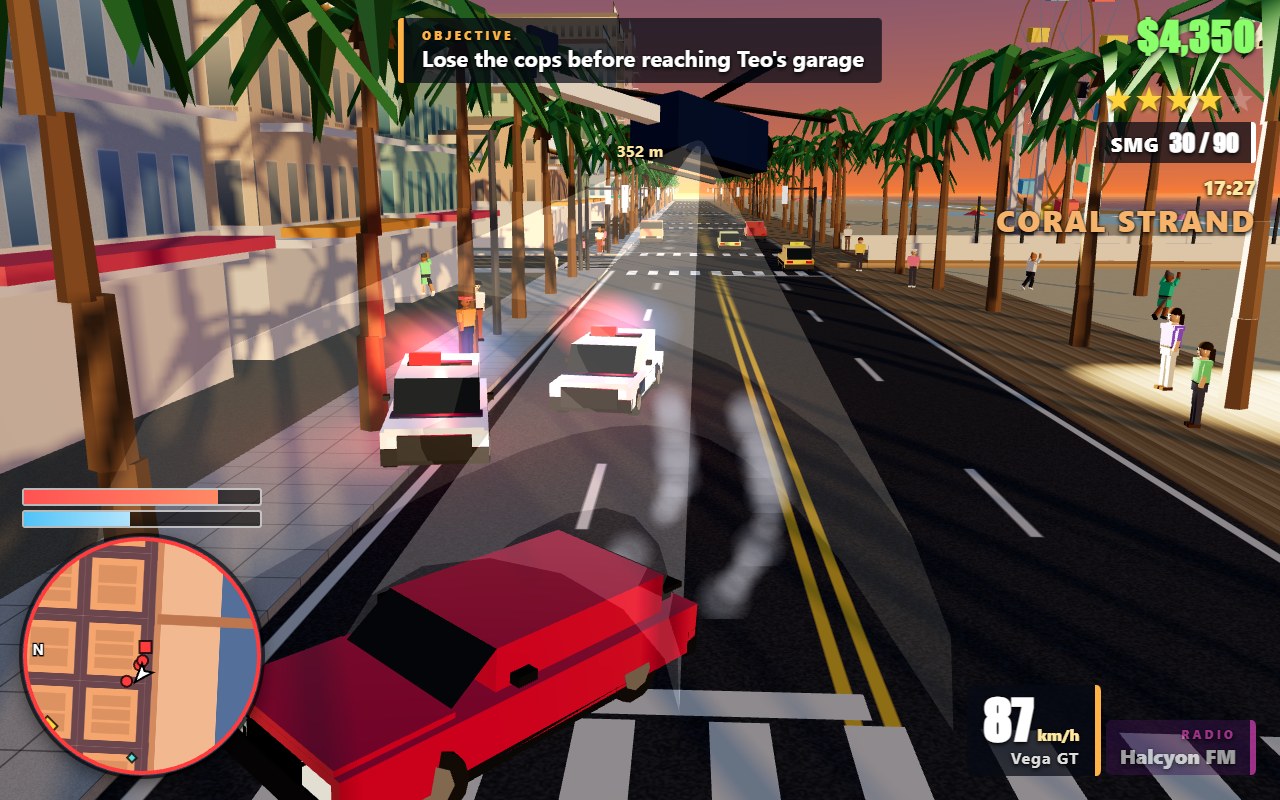 OBJECTIVE
Lose the cops before reaching Teo's garage
$4,350
SMG 30 / 90
352 m
17:27
CORAL STRAND
N
87 km/h
Vega GT
RADIO
Halcyon FM